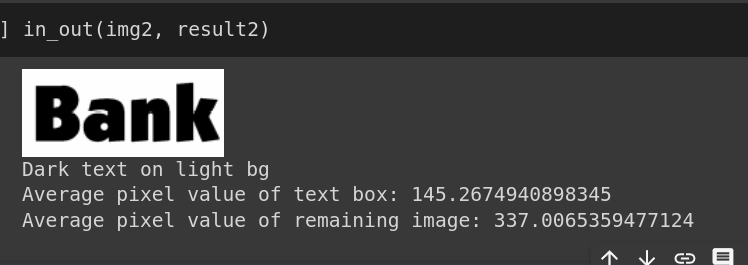 ] in_out(img2, result2)
Bank
Dark text on light bg
Average pixel value of text box: 145.2674940898345
Average pixel value of remaining image: 337.0065359477124